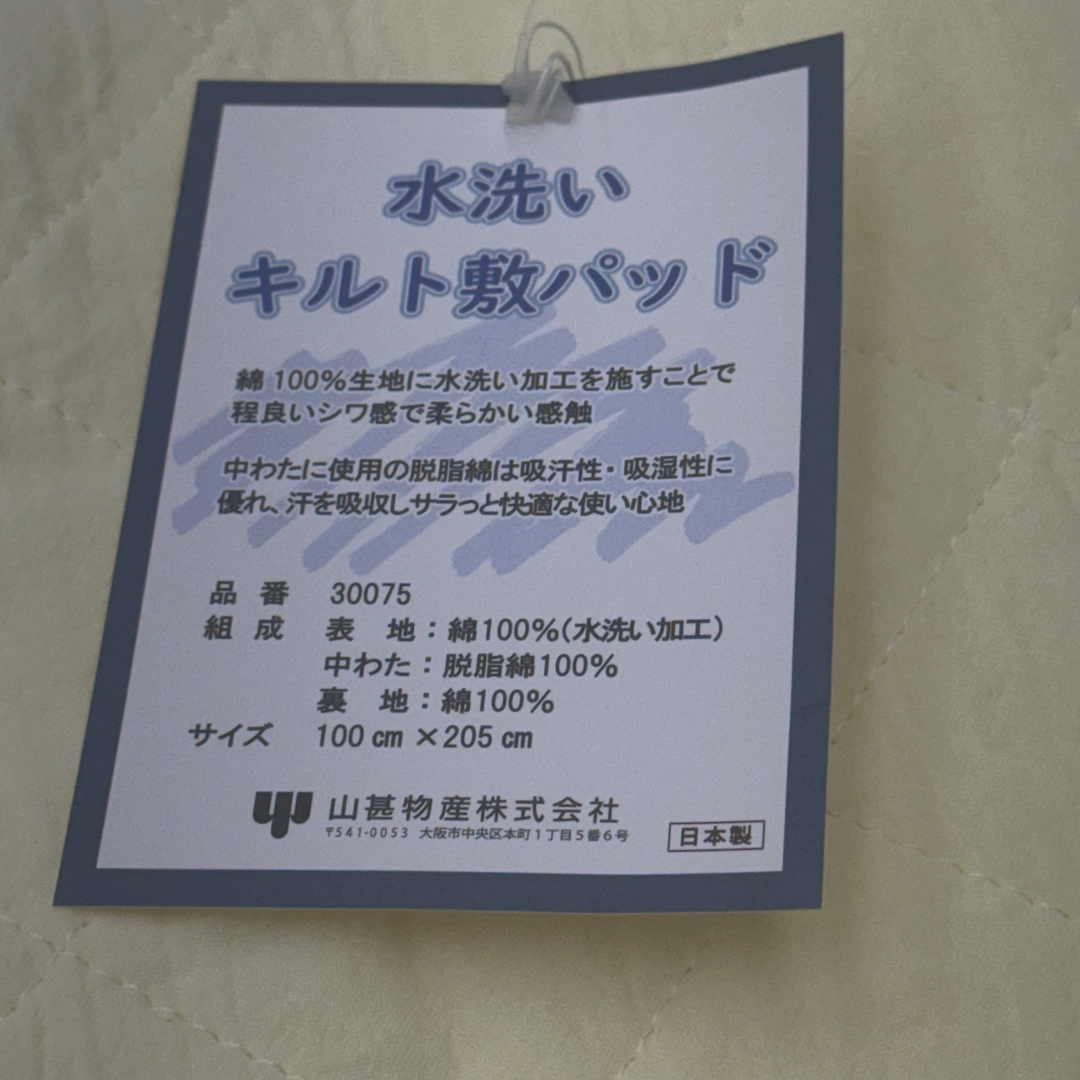 水洗い
キルト敷パッド
綿100％生地に水洗い加工を施すことで
程良いシワ感で柔らかい感触
中わたに使用の脱脂綿は吸汗性・吸湿性に
優れ、汗を吸収しサラっと快適な使い心地
品番 30075
組成 表地：綿100％（水洗い加工）
中わた：脱脂綿100％
裏地：綿100％
サイズ 100㎝×205㎝
山甚物産株式会社
〒541-0053 大阪市中央区本町1丁目5番6号
日本製